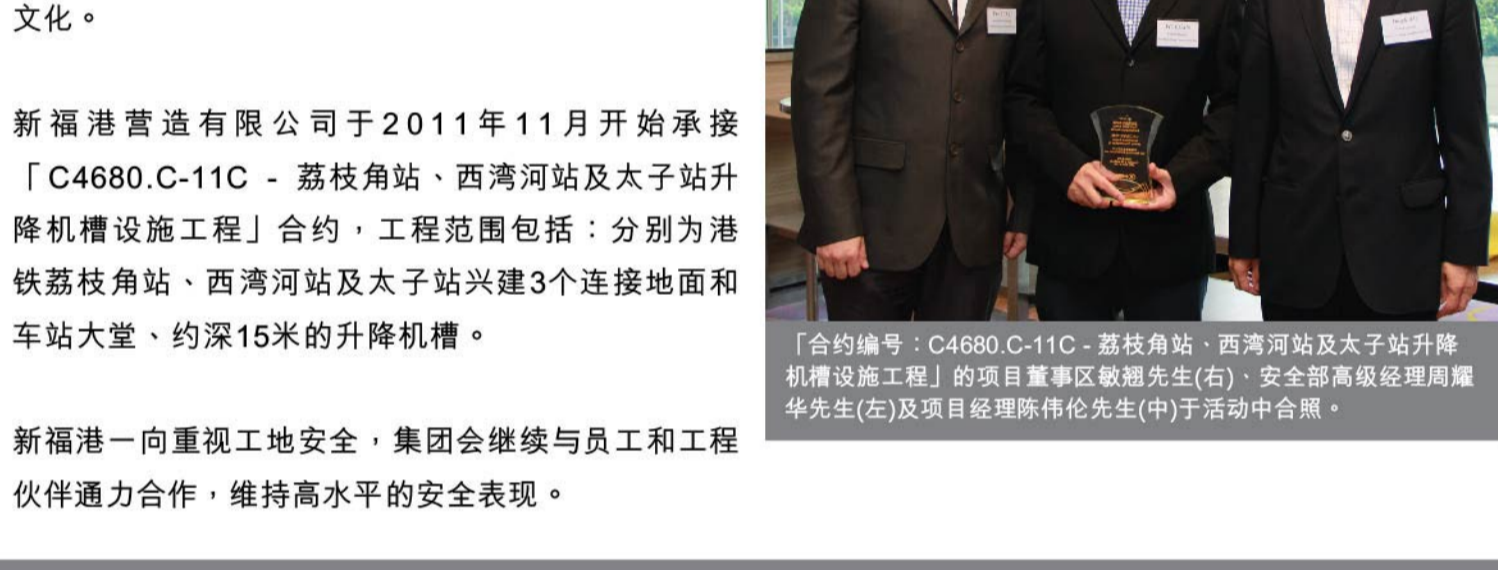 文化。
新福港营造有限公司于2011年11月开始承接
「C4680.C-11C - 荔枝角站、西湾河站及太子站升
降机槽设施工程」合约，工程范围包括：分别为港
铁荔枝角站、西湾河站及太子站兴建3个连接地面和
车站大堂、约深15米的升降机槽。
新福港一向重视工地安全，集团会继续与员工和工程
伙伴通力合作，维持高水平的安全表现。
「合约编号：C4680.C-11C - 荔枝角站、西湾河站及太子站升降
机槽设施工程」的项目董事区敏翘先生(右)、安全部高级经理周耀
华先生(左)及项目经理陈伟伦先生(中)于活动中合照。